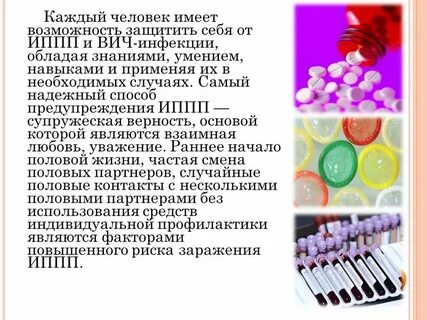 Каждый человек имеет
возможность защитить себя от
ИППП и ВИЧ-инфекции,
обладая знаниями, умением,
навыками и применяя их в
необходимых случаях. Самый
надежный способ
предупреждения ИППП —
супружеская верность, основой
которой являются взаимная
любовь, уважение. Раннее начало
половой жизни, частая смена
половых партнеров, случайные
половые контакты с несколькими
половыми партнерами без
использования средств
индивидуальной профилактики
являются факторами
повышенного риска заражения
ИППП.